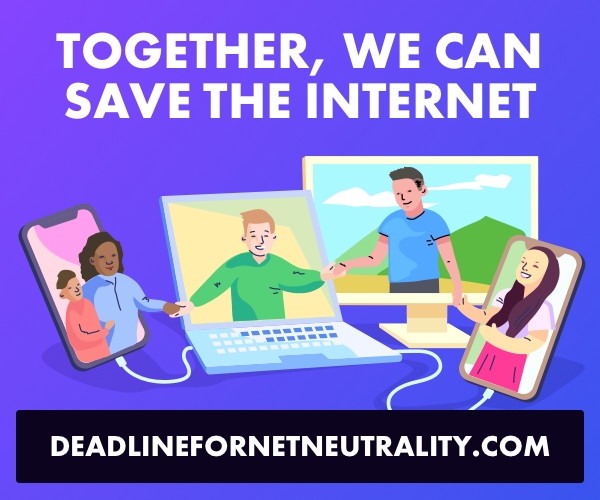 TOGETHER, WE CAN
SAVE THE INTERNET
DEADLINEFORNETNEUTRALITY.COM